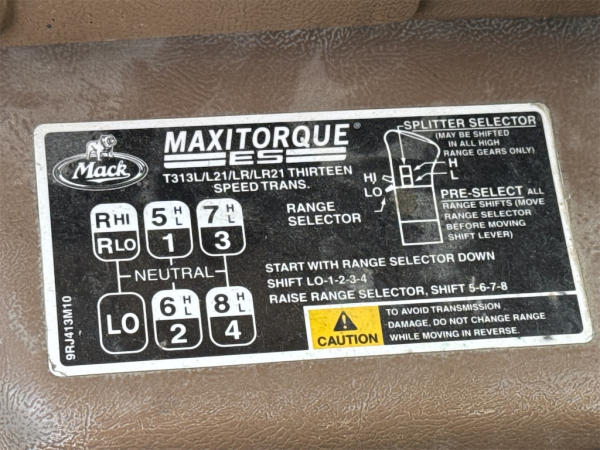 Mack
MAXITORQUE®
ES
T313L/L21/LR/LR21 THIRTEEN
SPEED TRANS.
SPLITTER SELECTOR
(MAY BE SHIFTED
IN ALL HIGH
RANGE GEARS ONLY)
H
L
HI
LO
RANGE
SELECTOR
PRE-SELECT ALL
RANGE SHIFTS (MOVE
RANGE SELECTOR
BEFORE MOVING
SHIFT LEVER)
RHI 5 H L 7 H L
RLO 1 3
NEUTRAL
LO 6 H L 8 H L
2 4
START WITH RANGE SELECTOR DOWN
SHIFT LO-1-2-3-4
RAISE RANGE SELECTOR, SHIFT 5-6-7-8
CAUTION
TO AVOID TRANSMISSION
DAMAGE, DO NOT CHANGE RANGE
WHILE MOVING IN REVERSE.
9RJ413M10